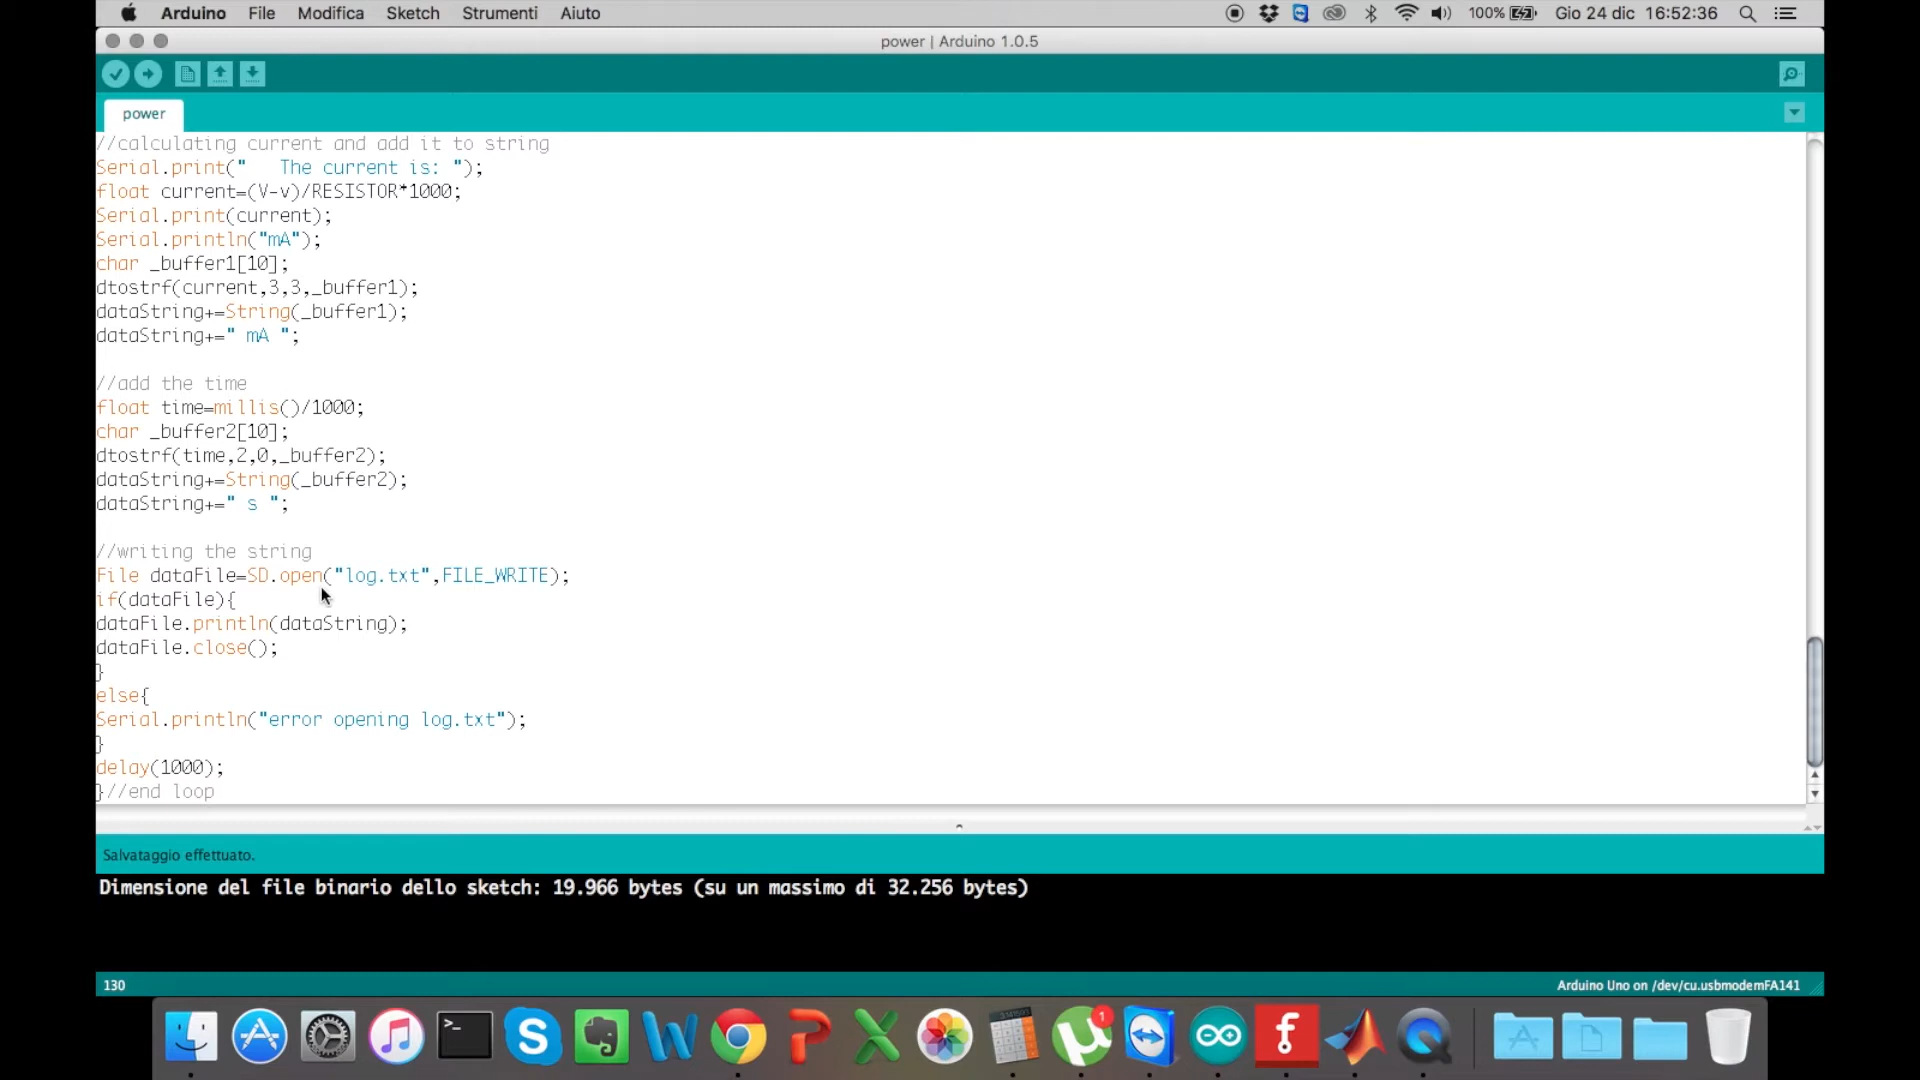 Arduino File Modifica Sketch Strumenti Aiuto 100% Gio 24 dic 16:52:36
power | Arduino 1.0.5
power
//calculating current and add it to string
Serial.print("   The current is: ");
float current=(V-v)/RESISTOR*1000;
Serial.print(current);
Serial.println("mA");
char _buffer1[10];
dtostrf(current,3,3,_buffer1);
dataString+=String(_buffer1);
dataString+=" mA ";
//add the time
float time=millis()/1000;
char _buffer2[10];
dtostrf(time,2,0,_buffer2);
dataString+=String(_buffer2);
dataString+=" s ";
//writing the string
File dataFile=SD.open("log.txt",FILE_WRITE);
if(dataFile){
dataFile.println(dataString);
dataFile.close();
}
else{
Serial.println("error opening log.txt");
}
delay(1000);
}//end loop
Salvataggio effettuato.
Dimensione del file binario dello sketch: 19.966 bytes (su un massimo di 32.256 bytes)
130 Arduino Uno on /dev/cu.usbmodemFA141
1